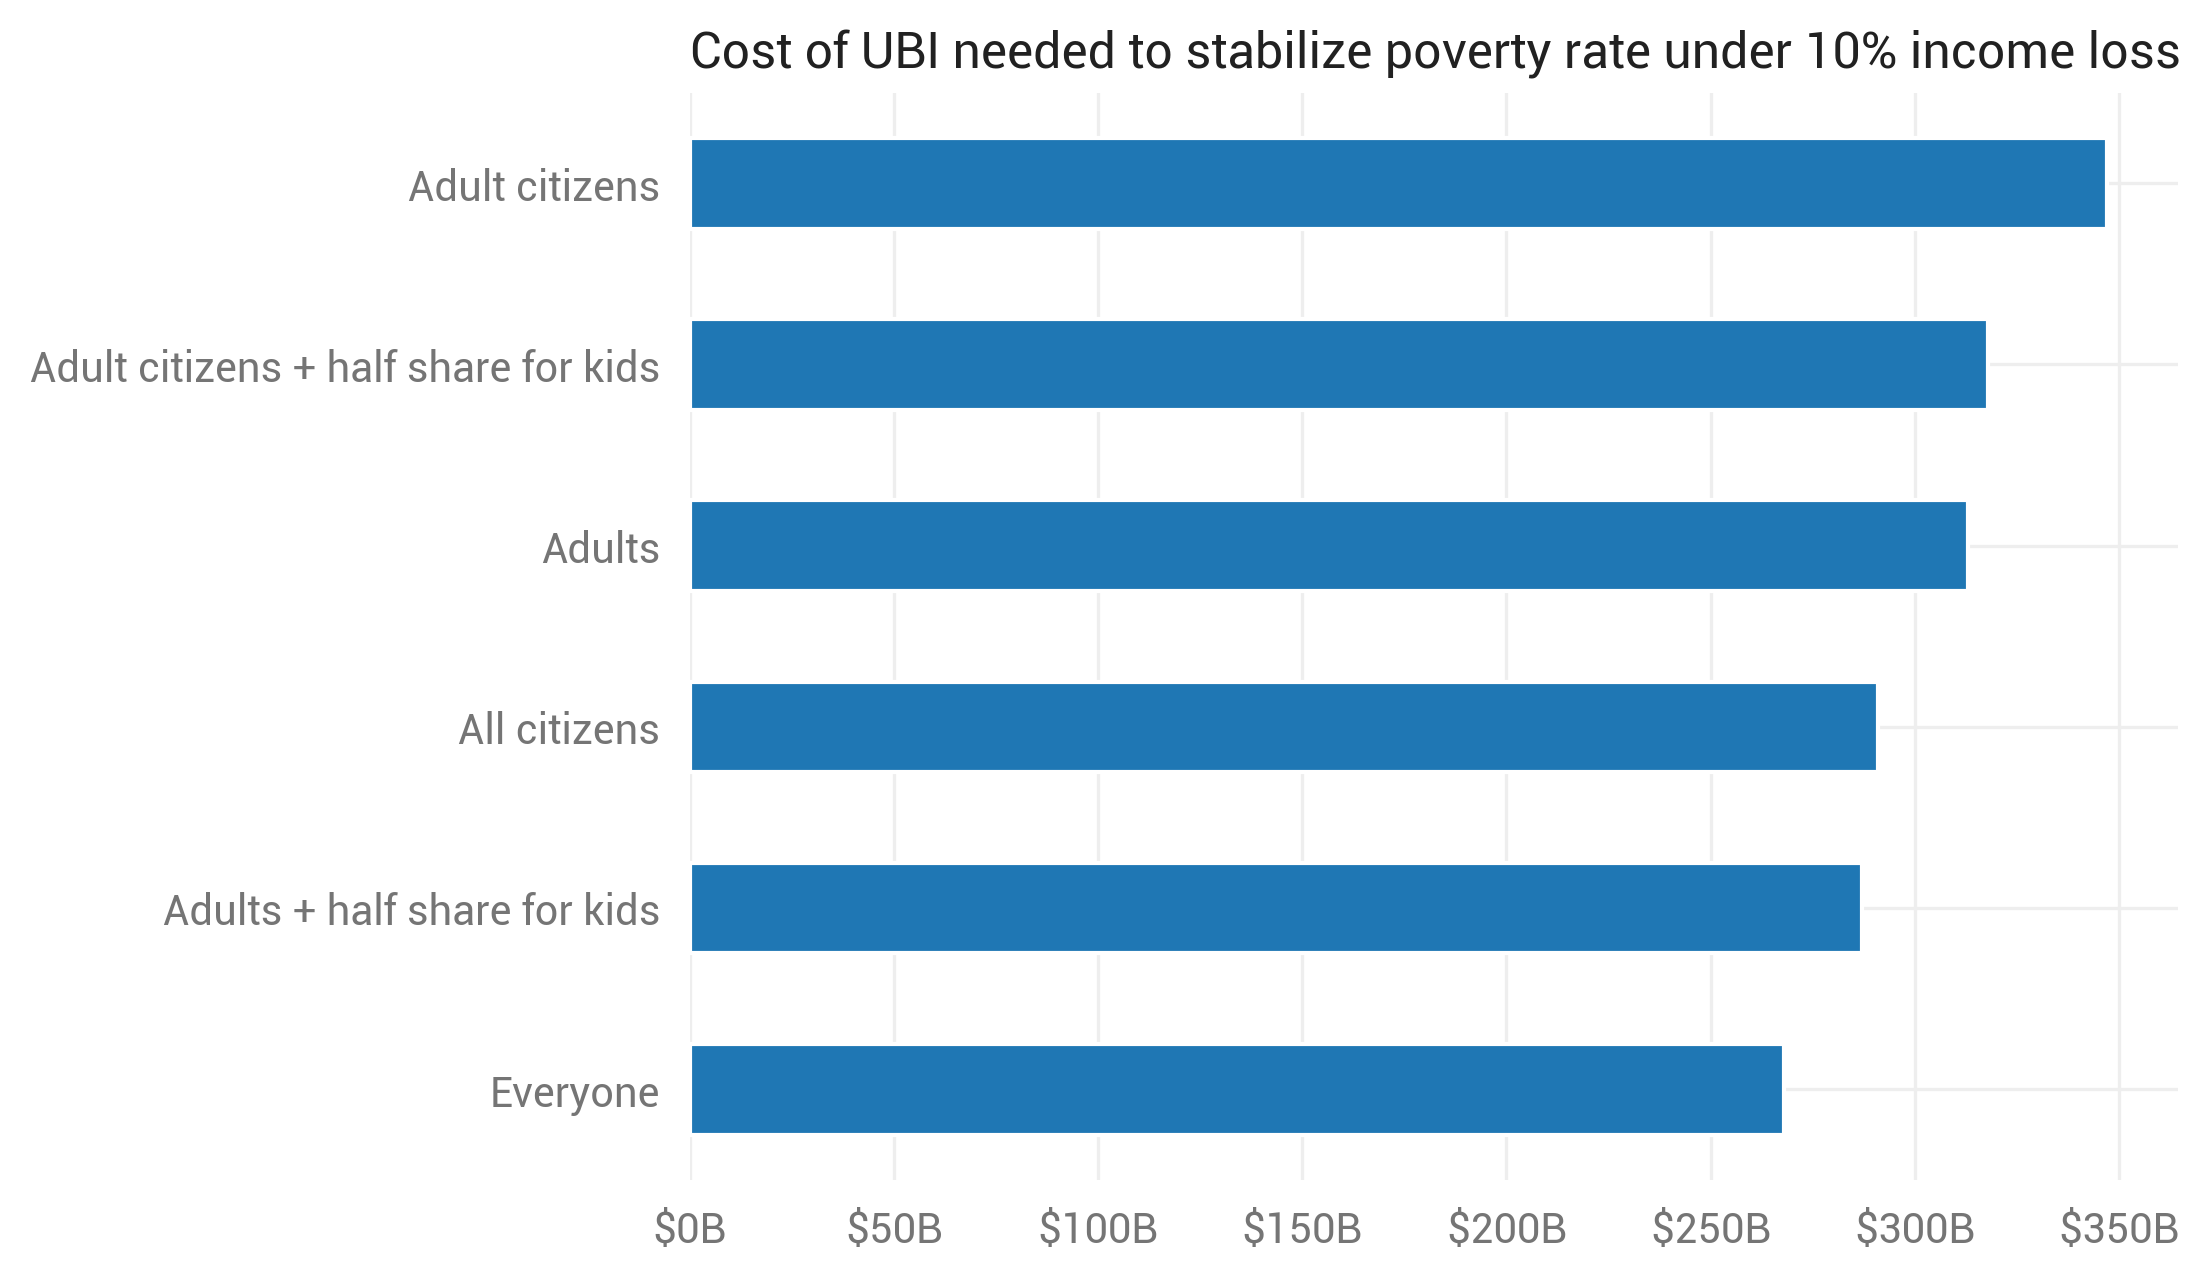 Cost of UBI needed to stabilize poverty rate under 10% income loss
Adult citizens
Adult citizens + half share for kids
Adults
All citizens
Adults + half share for kids
Everyone
$0B $50B $100B $150B $200B $250B $300B $350B